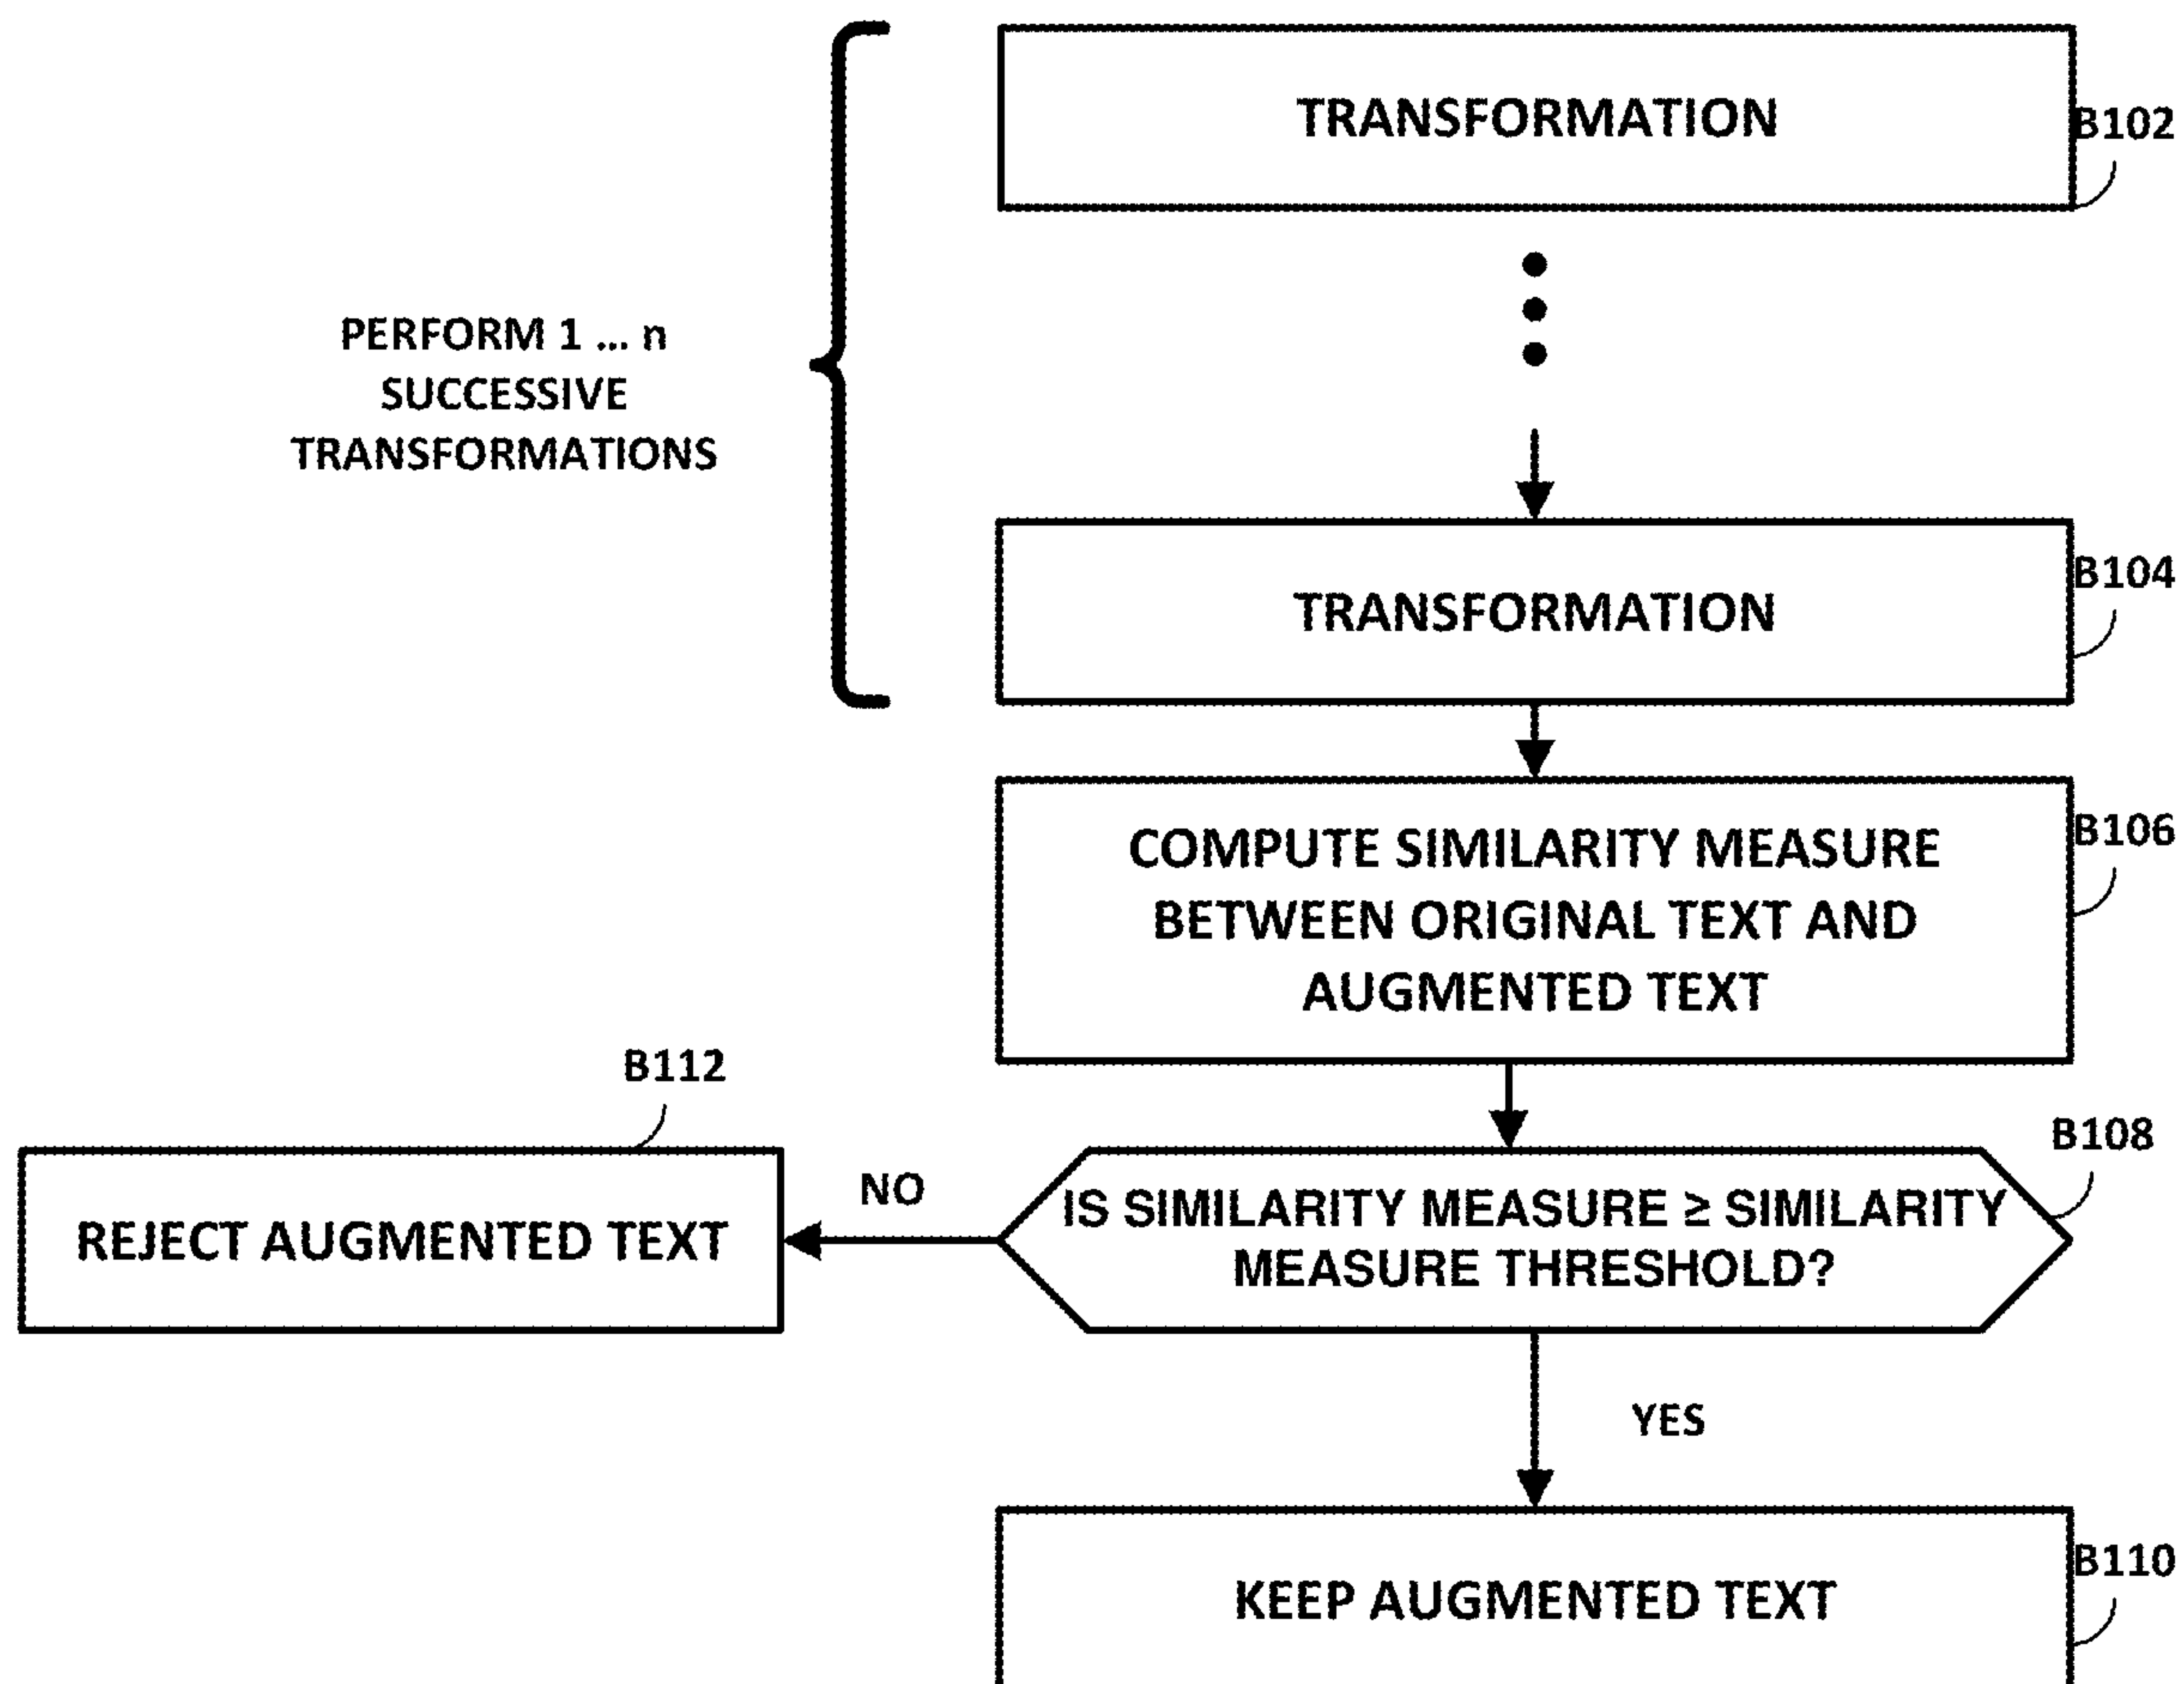 TRANSFORMATION
B102
PERFORM 1 ... n
SUCCESSIVE
TRANSFORMATIONS
B104
TRANSFORMATION
COMPUTE SIMILARITY MEASURE
BETWEEN ORIGINAL TEXT AND
AUGMENTED TEXT
B106
B112
REJECT AUGMENTED TEXT
NO
B108
IS SIMILARITY MEASURE ≥ SIMILARITY
MEASURE THRESHOLD?
YES
B110
KEEP AUGMENTED TEXT